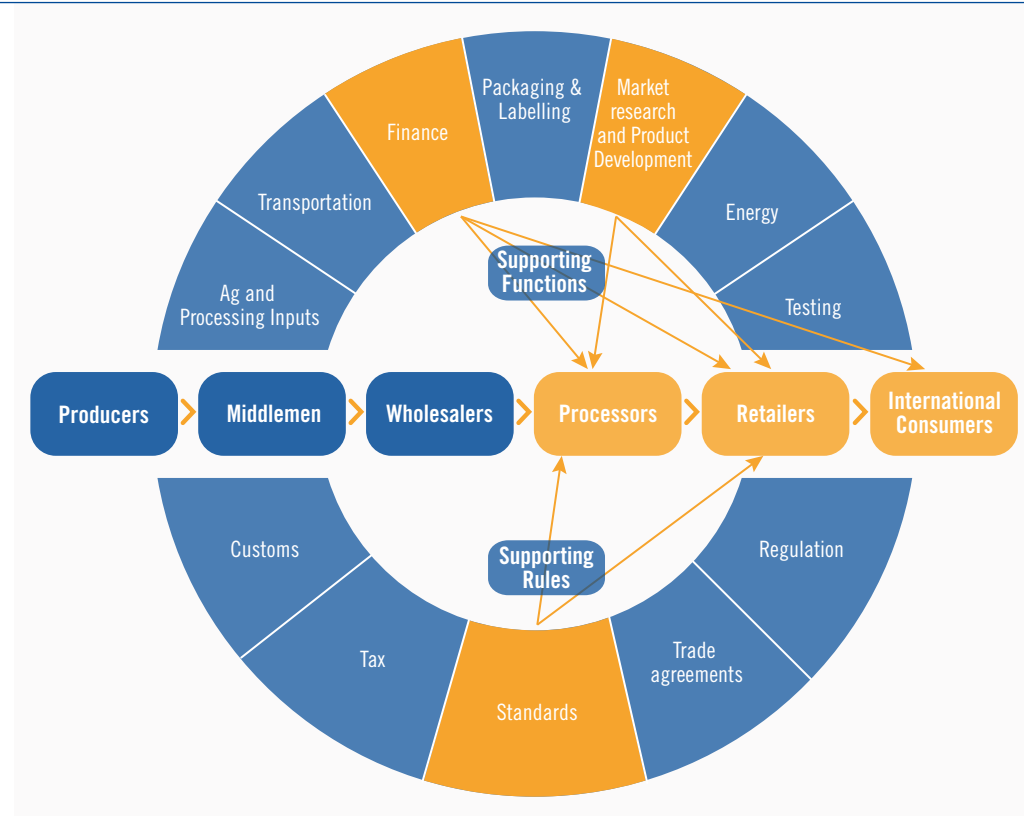 Packaging &
Labelling
Market
research
and Product
Development
Finance
Transportation
Energy
Ag and
Processing Inputs
Testing
Supporting
Functions
Producers
Middlemen
Wholesalers
Processors
Retailers
International
Consumers
Supporting
Rules
Customs
Regulation
Tax
Trade
agreements
Standards